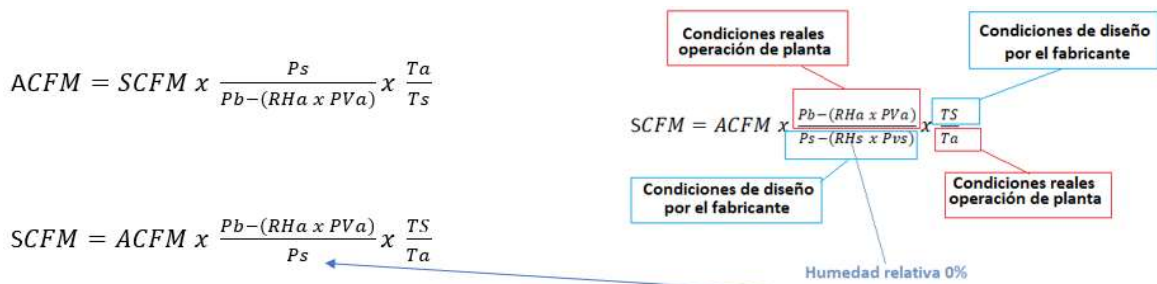 ACFM = SCFM x Ps / Pb−(RHa x PVa) x Ta / Ts
SCFM = ACFM x Pb−(RHa x PVa) / Ps x TS / Ta
Condiciones reales
operación de planta
Condiciones de diseño
por el fabricante
SCFM = ACFM x Pb−(RHa x PVa) / Ps−(RHs x Pvs) x TS / Ta
Condiciones de diseño
por el fabricante
Condiciones reales
operación de planta
Humedad relativa 0%